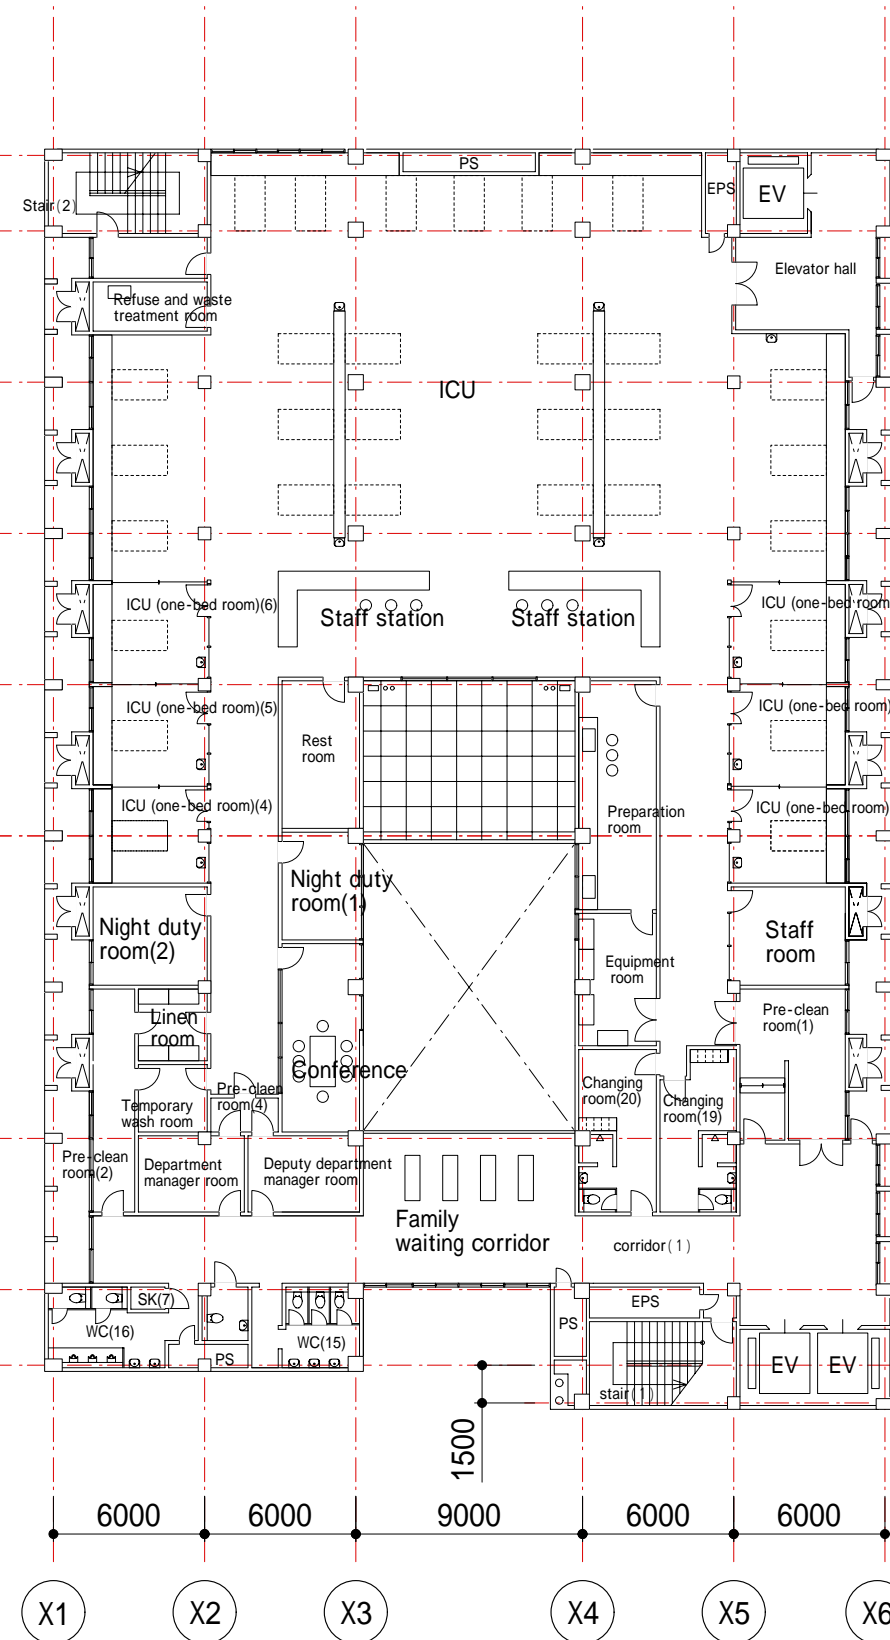 PS
EPS
EV
Stair(2)
Elevator hall
Refuse and waste
treatment room
ICU
ICU (one-bed room)(6)
ICU (one-bed room
Staff station
Staff station
ICU (one-bed room)(5)
ICU (one-bed room)
Rest
room
ICU (one-bed room)(4)
ICU (one-bed room)
Preparation
room
Night duty
room(1)
Night duty
room(2)
Staff
room
Equipment
room
Linen
room
Pre-clean
room(1)
Conference
Changing
room(20)
Changing
room(19)
Pre-claen
room(4)
Temporary
wash room
Pre-clean
room(2)
Department
manager room
Deputy department
manager room
Family
waiting corridor
corridor(1)
SK(7)
EPS
WC(16)
WC(15)
PS
PS
stair(1)
EV
EV
1500
6000
6000
9000
6000
6000
X1
X2
X3
X4
X5
X6